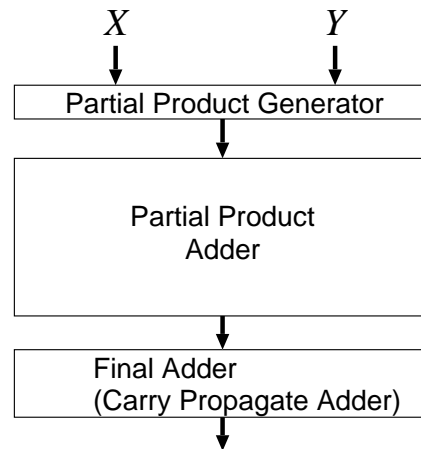 X Y
Partial Product Generator
Partial Product
Adder
Final Adder
(Carry Propagate Adder)